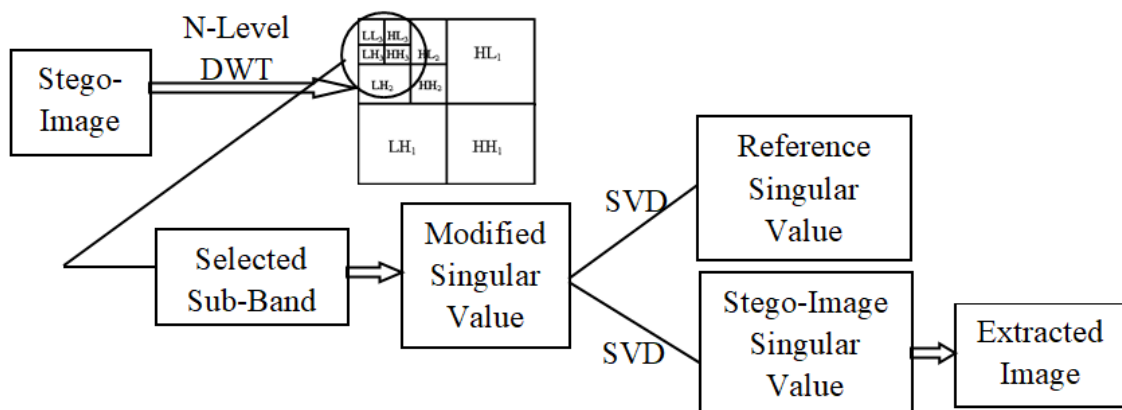 Stego-
Image
N-Level
DWT
LL3 HL3
LH3 HH3
HL2
LH2
HH2
HL1
LH1
HH1
Selected
Sub-Band
Modified
Singular
Value
SVD
SVD
Reference
Singular
Value
Stego-Image
Singular
Value
Extracted
Image